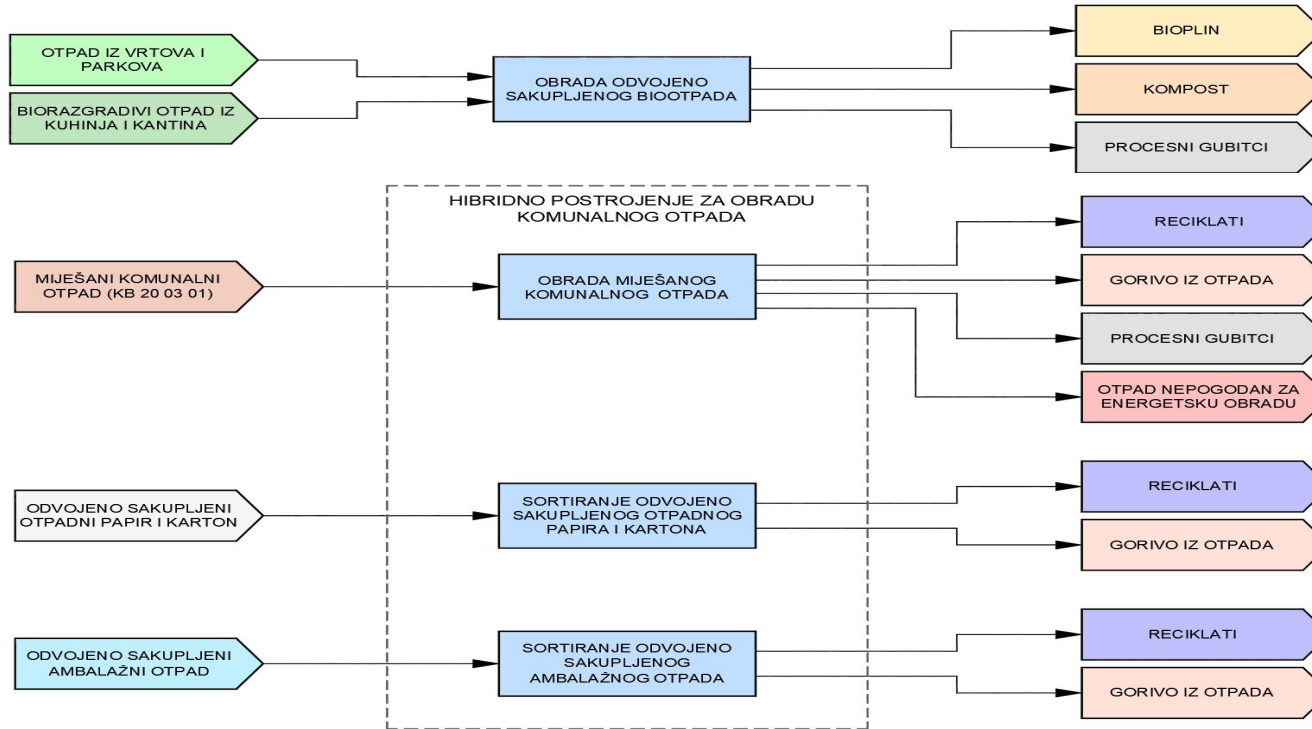 OTPAD IZ VRTOVA I
PARKOVA
BIORAZGRADIVI OTPAD IZ
KUHINJA I KANTINA
OBRADA ODVOJENO
SAKUPLJENOG BIOOTPADA
BIOPLIN
KOMPOST
PROCESNI GUBITCI
HIBRIDNO POSTROJENJE ZA OBRADU
KOMUNALNOG OTPADA
MIJEŠANI KOMUNALNI
OTPAD (KB 20 03 01)
OBRADA MIJEŠANOG
KOMUNALNOG OTPADA
RECIKLATI
GORIVO IZ OTPADA
PROCESNI GUBITCI
OTPAD NEPOGODAN ZA
ENERGETSKU OBRADU
ODVOJENO SAKUPLJENI
OTPADNI PAPIR I KARTON
SORTIRANJE ODVOJENO
SAKUPLJENOG OTPADNOG
PAPIRA I KARTONA
RECIKLATI
GORIVO IZ OTPADA
ODVOJENO SAKUPLJENI
AMBALAŽNI OTPAD
SORTIRANJE ODVOJENO
SAKUPLJENOG
AMBALAŽNOG OTPADA
RECIKLATI
GORIVO IZ OTPADA